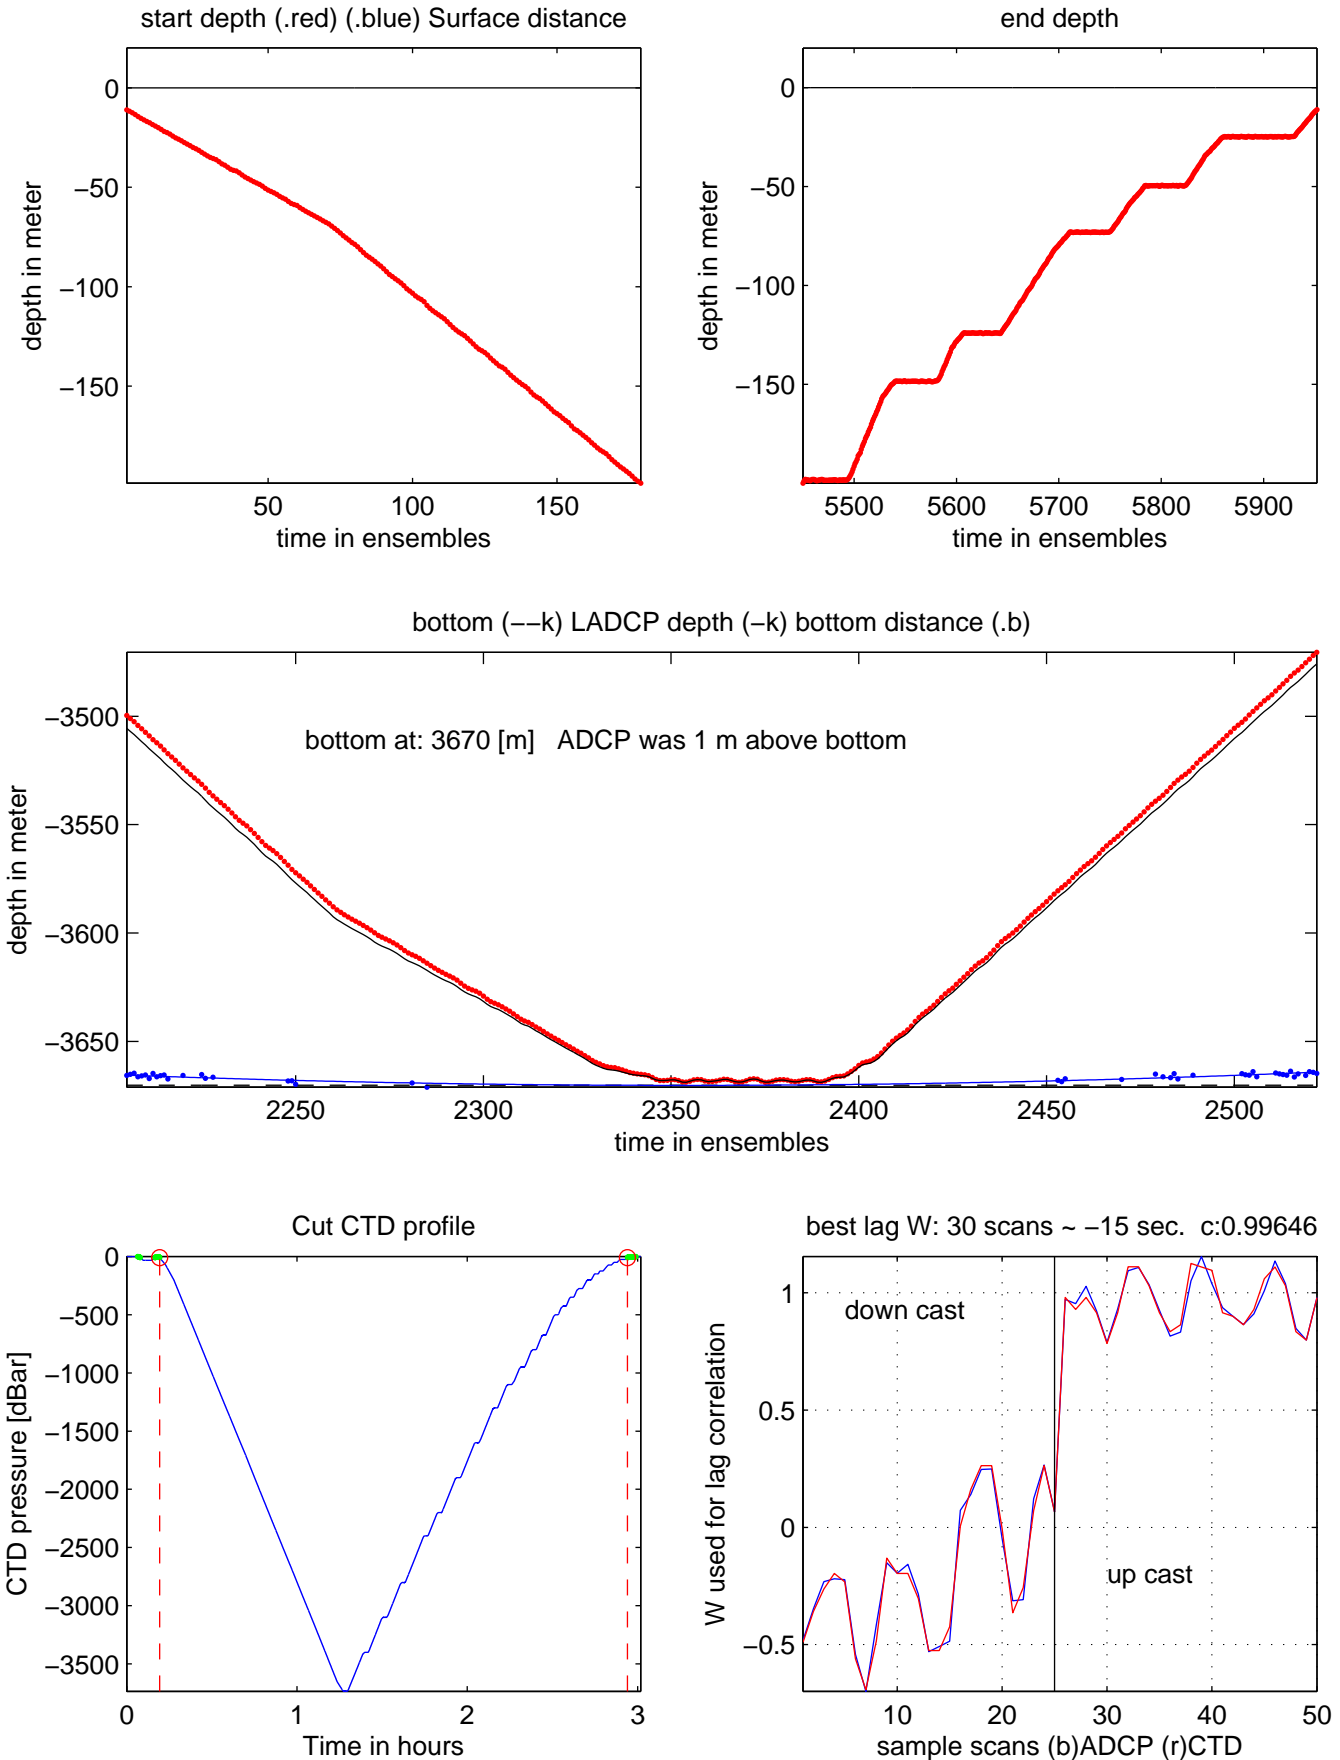 start depth (.red) (.blue) Surface distance
0
−50
−100
−150
depth in meter
50
100
150
time in ensembles
end depth
0
−50
−100
−150
depth in meter
5500
5600
5700
5800
5900
time in ensembles
bottom (−−k) LADCP depth (−k) bottom distance (.b)
bottom at: 3670 [m]   ADCP was 1 m above bottom
−3500
−3550
−3600
−3650
depth in meter
2250
2300
2350
2400
2450
2500
time in ensembles
Cut CTD profile
0
−500
−1000
−1500
−2000
−2500
−3000
−3500
CTD pressure [dBar]
0
1
2
3
Time in hours
best lag W: 30 scans ~ −15 sec.  c:0.99646
down cast
up cast
1
0.5
0
−0.5
W used for lag correlation
10
20
30
40
50
sample scans (b)ADCP (r)CTD